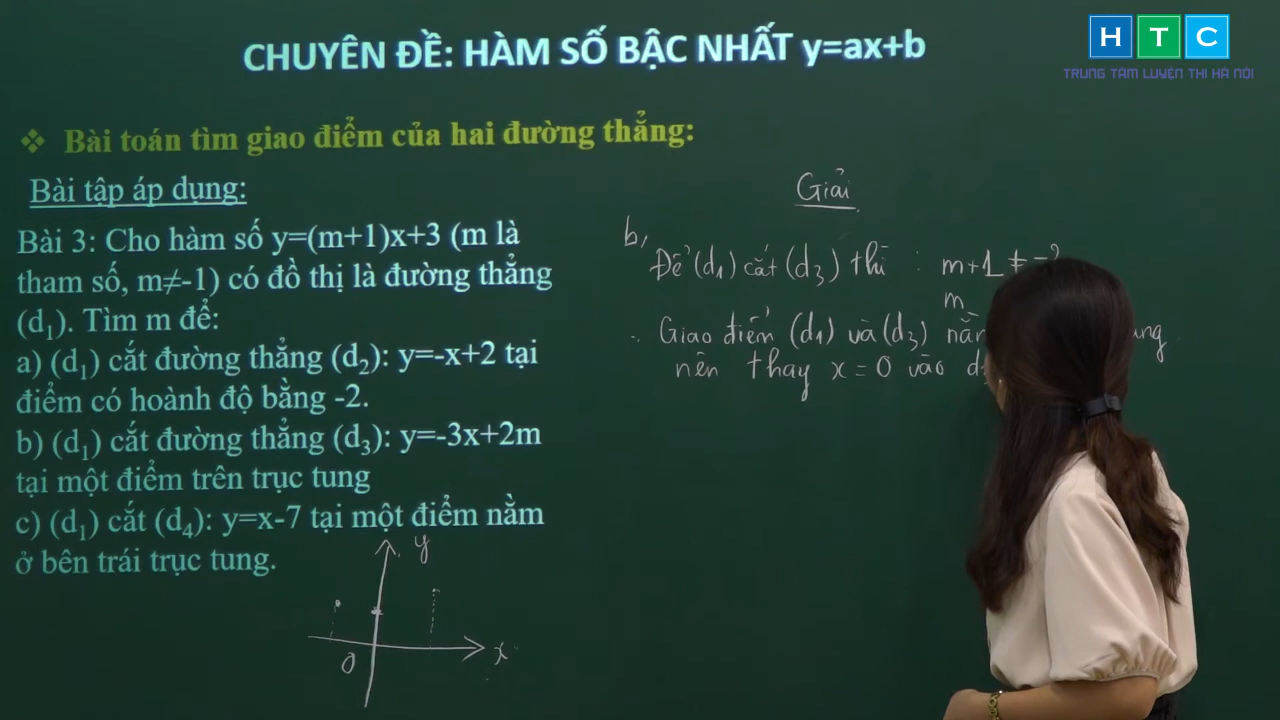 CHUYÊN ĐỀ: HÀM SỐ BẬC NHẤT y=ax+b
H T C
TRUNG TÂM LUYỆN THI HÀ NỘI
❖ Bài toán tìm giao điểm của hai đường thẳng:
Bài tập áp dụng:
Bài 3: Cho hàm số y=(m+1)x+3 (m là
tham số, m≠-1) có đồ thị là đường thẳng
(d₁). Tìm m để:
a) (d₁) cắt đường thẳng (d₂): y=-x+2 tại
điểm có hoành độ bằng -2.
b) (d₁) cắt đường thẳng (d₃): y=-3x+2m
tại một điểm trên trục tung
c) (d₁) cắt (d₄): y=x-7 tại một điểm nằm
ở bên trái trục tung.
y
O
x
Giải
b,
Để (d₁) cắt (d₃) thì : m+1 ≠
m
Giao điểm (d₁) và (d₃)
nên thay x = 0 vào